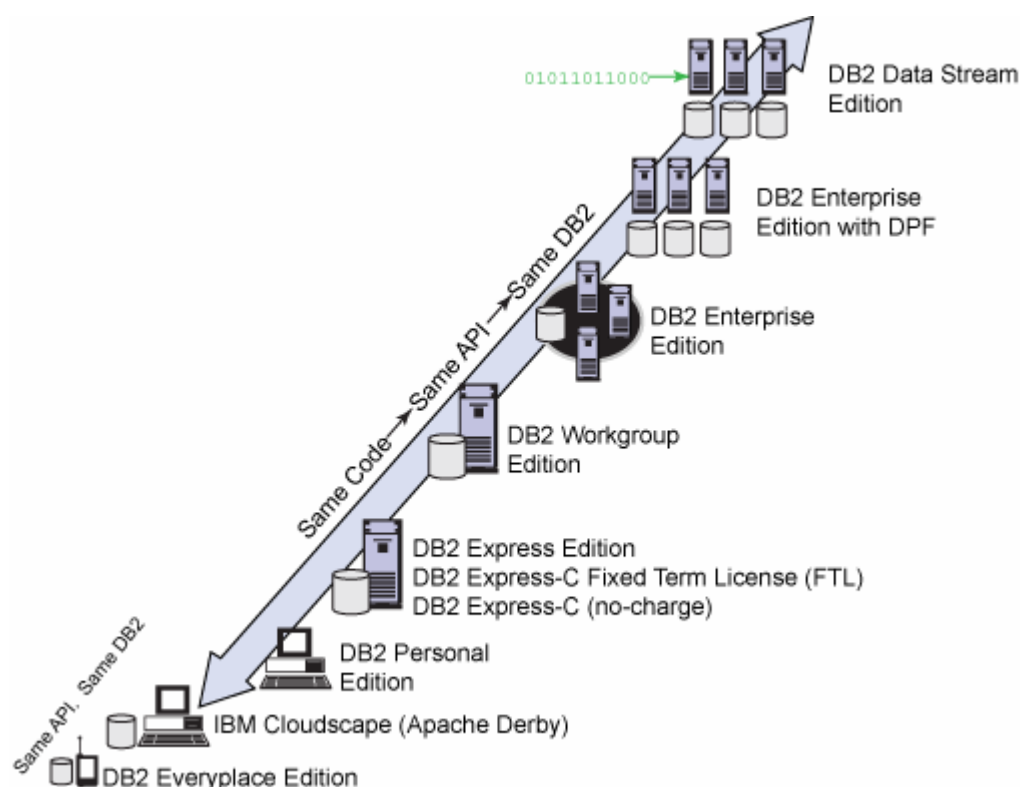 01011011000
DB2 Data Stream
Edition
DB2 Enterprise
Edition with DPF
Same Code → Same API → Same DB2
DB2 Enterprise
Edition
DB2 Workgroup
Edition
DB2 Express Edition
DB2 Express-C Fixed Term License (FTL)
DB2 Express-C (no-charge)
DB2 Personal
Edition
Same API, Same DB2
IBM Cloudscape (Apache Derby)
DB2 Everyplace Edition